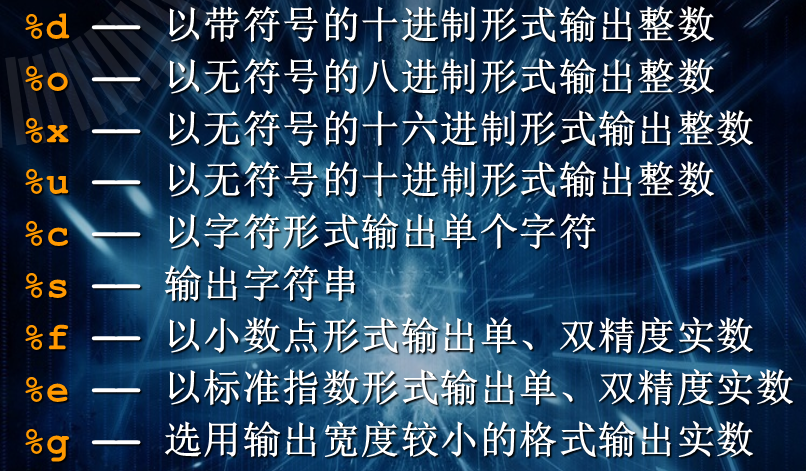 %d —— 以带符号的十进制形式输出整数
%o —— 以无符号的八进制形式输出整数
%x —— 以无符号的十六进制形式输出整数
%u —— 以无符号的十进制形式输出整数
%c —— 以字符形式输出单个字符
%s —— 输出字符串
%f —— 以小数点形式输出单、双精度实数
%e —— 以标准指数形式输出单、双精度实数
%g —— 选用输出宽度较小的格式输出实数